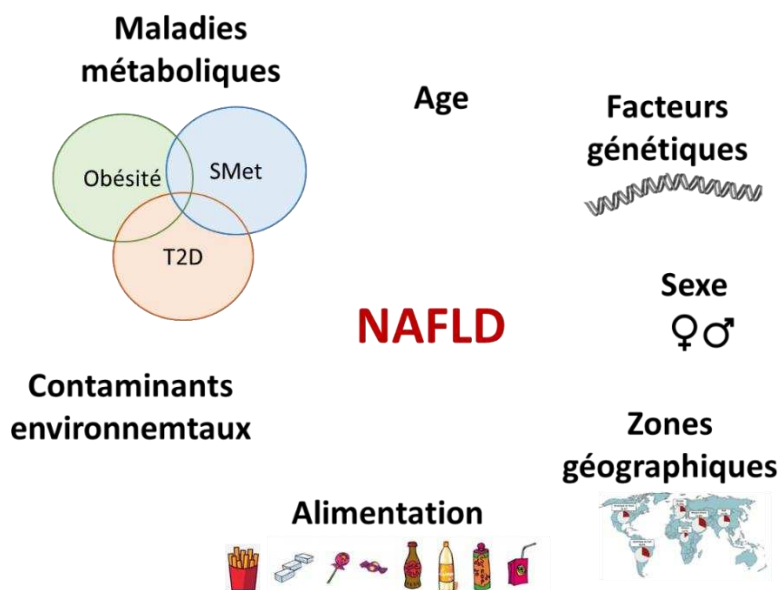 Maladies
métaboliques
Obésité
SMet
T2D
Age
Facteurs
génétiques
NAFLD
Sexe
Contaminants
environnemtaux
Zones
géographiques
Alimentation